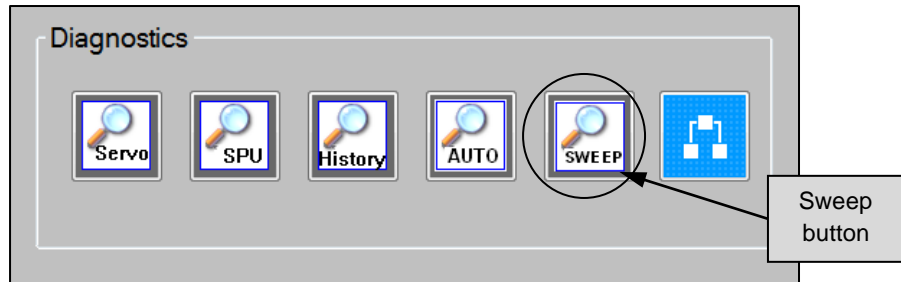 Diagnostics
Servo
SPU
History
AUTO
SWEEP
Sweep
button